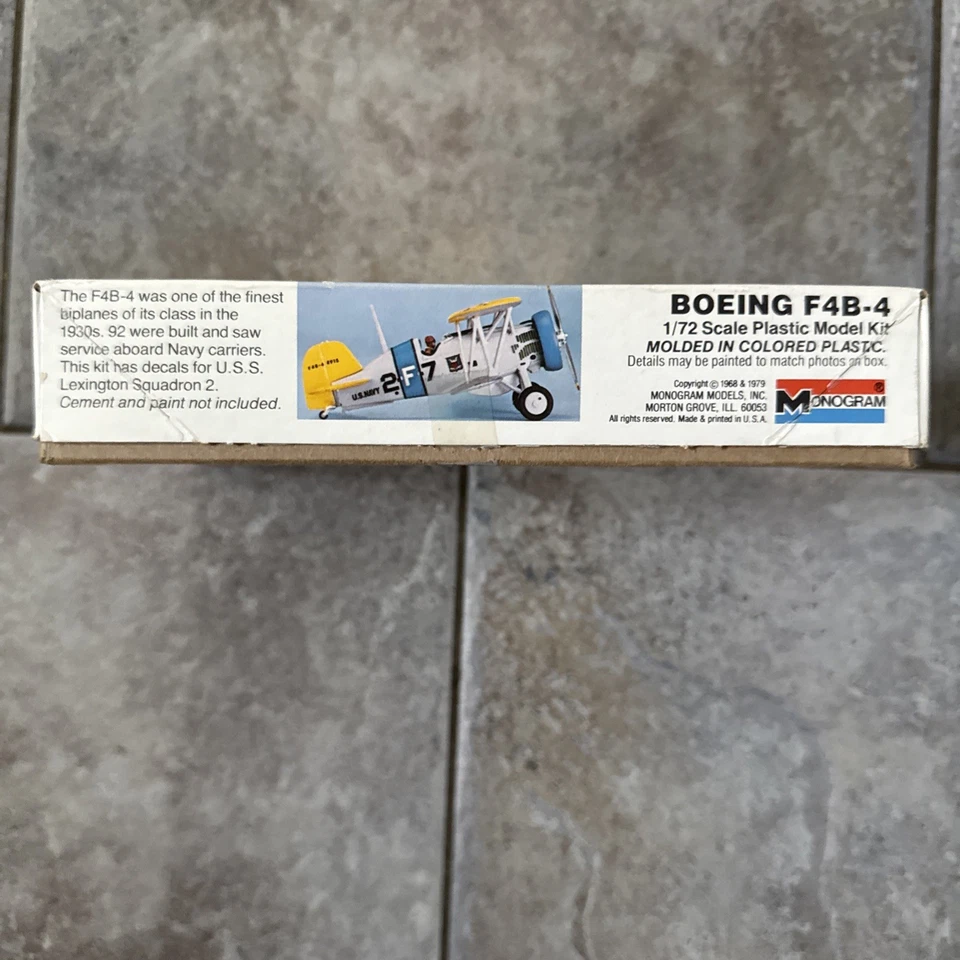 The F4B-4 was one of the finest
biplanes of its class in the
1930s. 92 were built and saw
service aboard Navy carriers.
This kit has decals for U.S.S.
Lexington Squadron 2.
Cement and paint not included.
U.S. NAVY
2-F-7
BOEING F4B-4
1/72 Scale Plastic Model Kit
MOLDED IN COLORED PLASTIC.
Details may be painted to match photos on box.
Copyright © 1968 & 1979
MONOGRAM MODELS, INC.
MORTON GROVE, ILL. 60053
All rights reserved. Made & printed in U.S.A.
MONOGRAM®